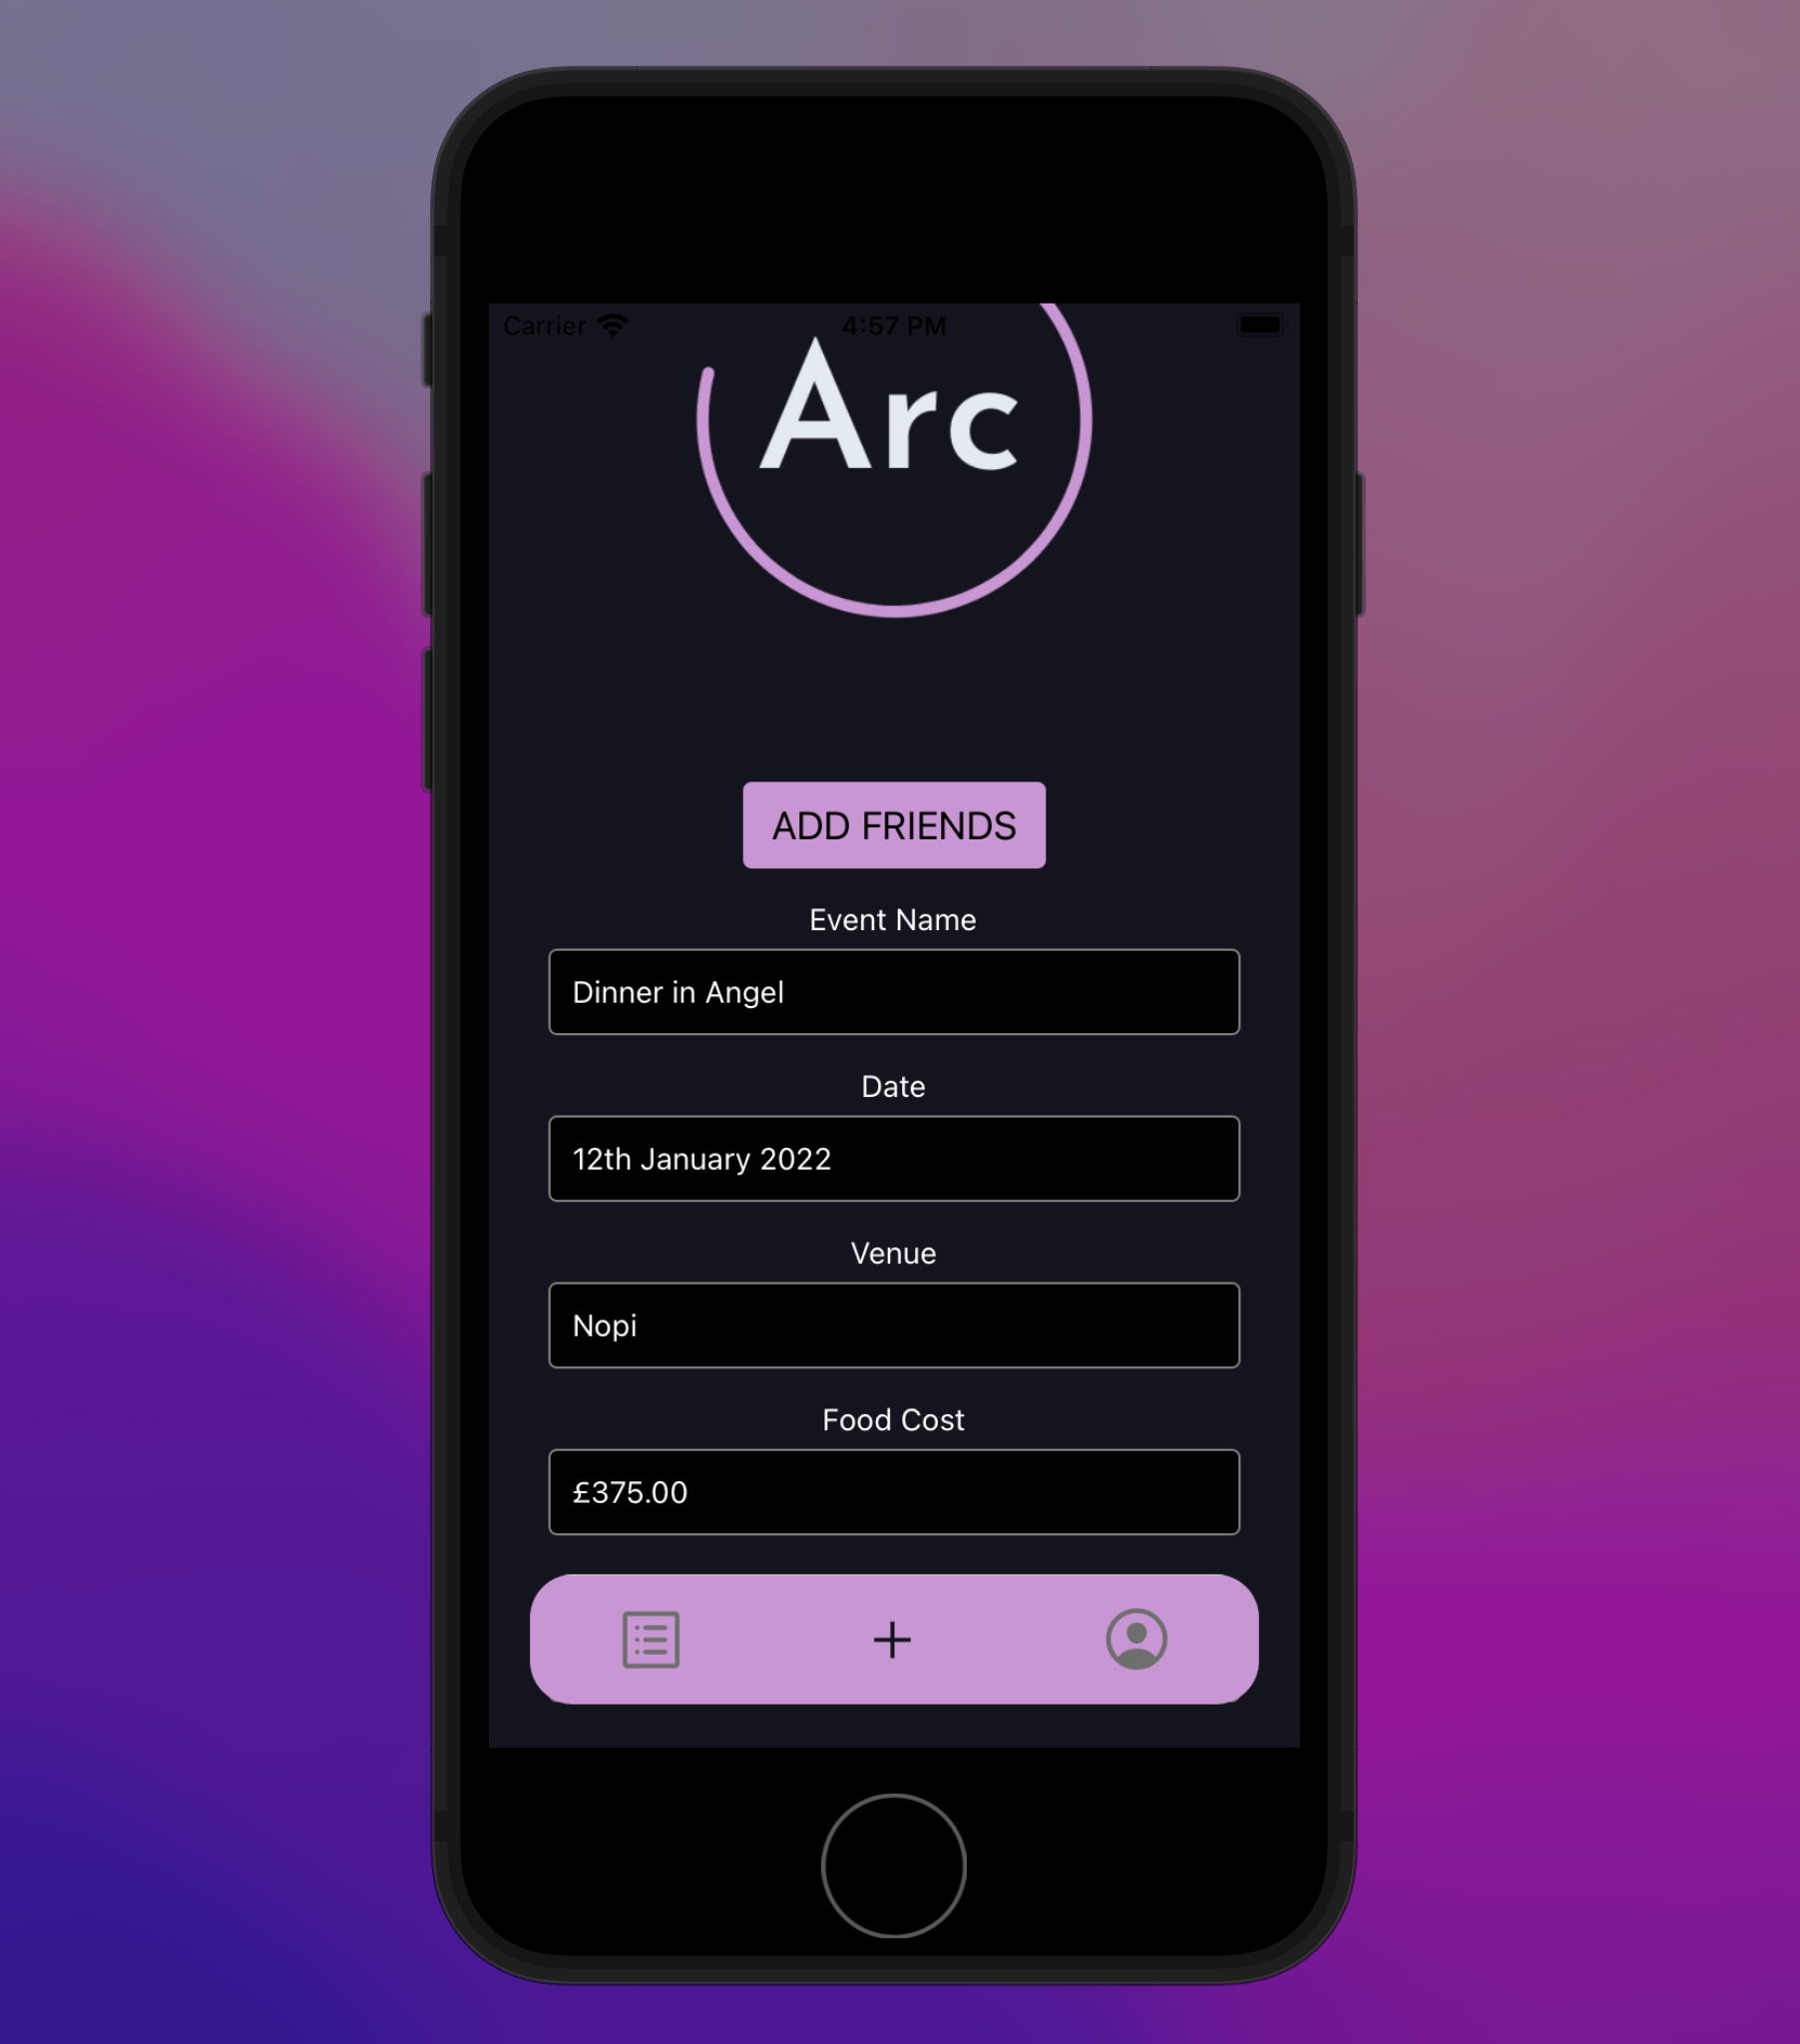 Carrier 4:57 PM
Arc
ADD FRIENDS
Event Name
Dinner in Angel
Date
12th January 2022
Venue
Nopi
Food Cost
£375.00